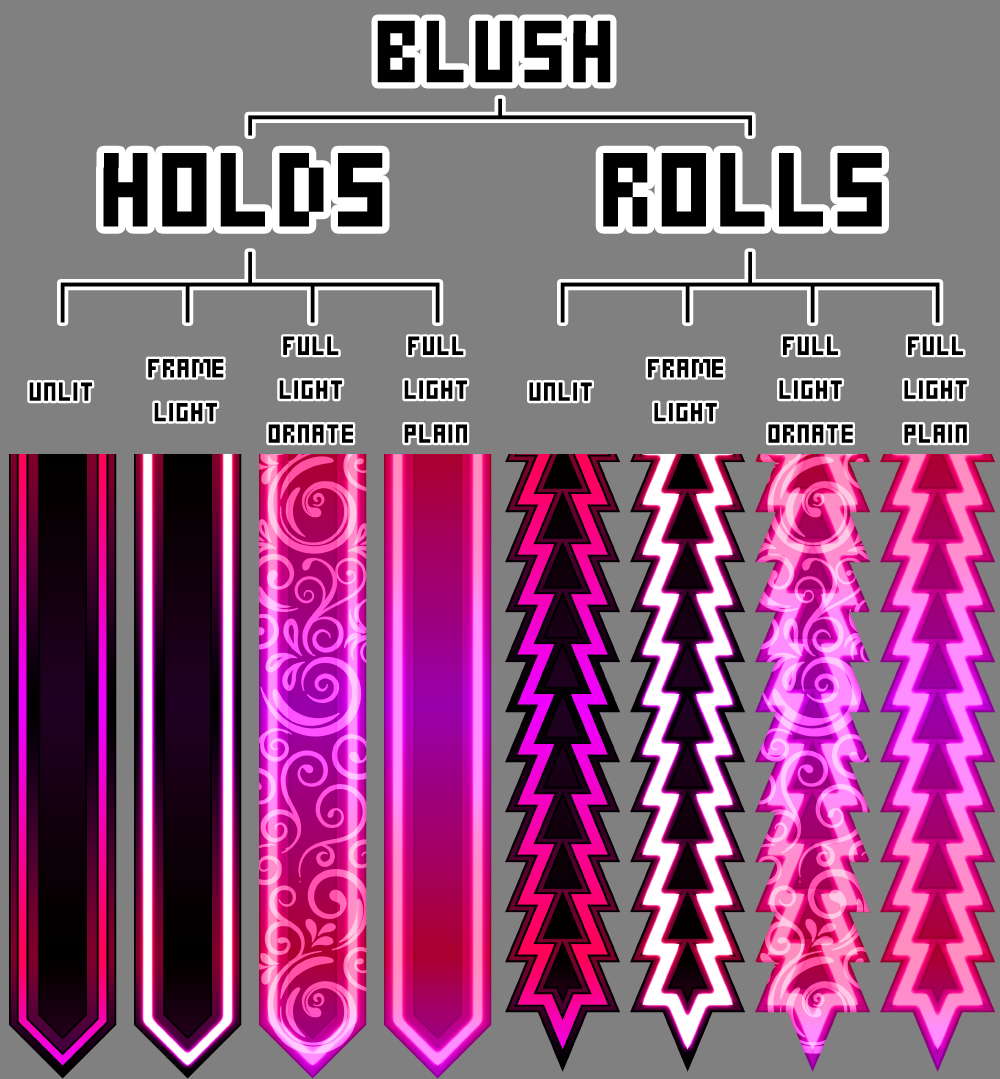 BLUSH
HOLDS
ROLLS
UNLIT
FRAME
LIGHT
FULL
LIGHT
ORNATE
FULL
LIGHT
PLAIN
UNLIT
FRAME
LIGHT
FULL
LIGHT
ORNATE
FULL
LIGHT
PLAIN